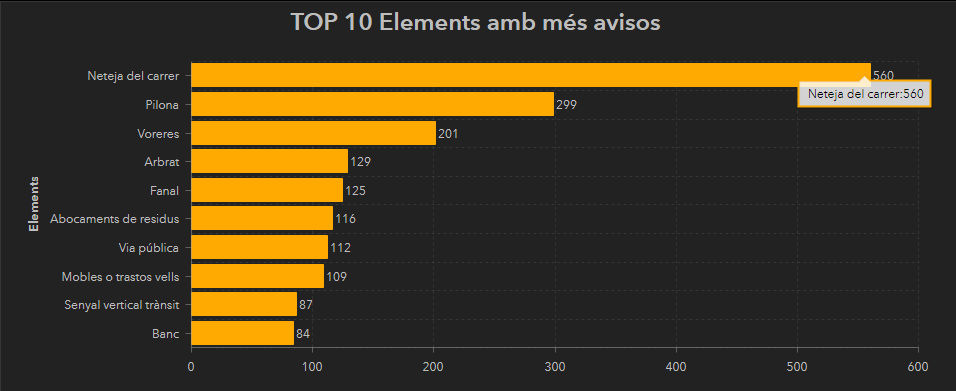 TOP 10 Elements amb més avisos
Elements
Neteja del carrer 560
Neteja del carrer:560
Pilona 299
Voreres 201
Arbrat 129
Fanal 125
Abocaments de residus 116
Via pública 112
Mobles o trastos vells 109
Senyal vertical trànsit 87
Banc 84
0 100 200 300 400 500 600